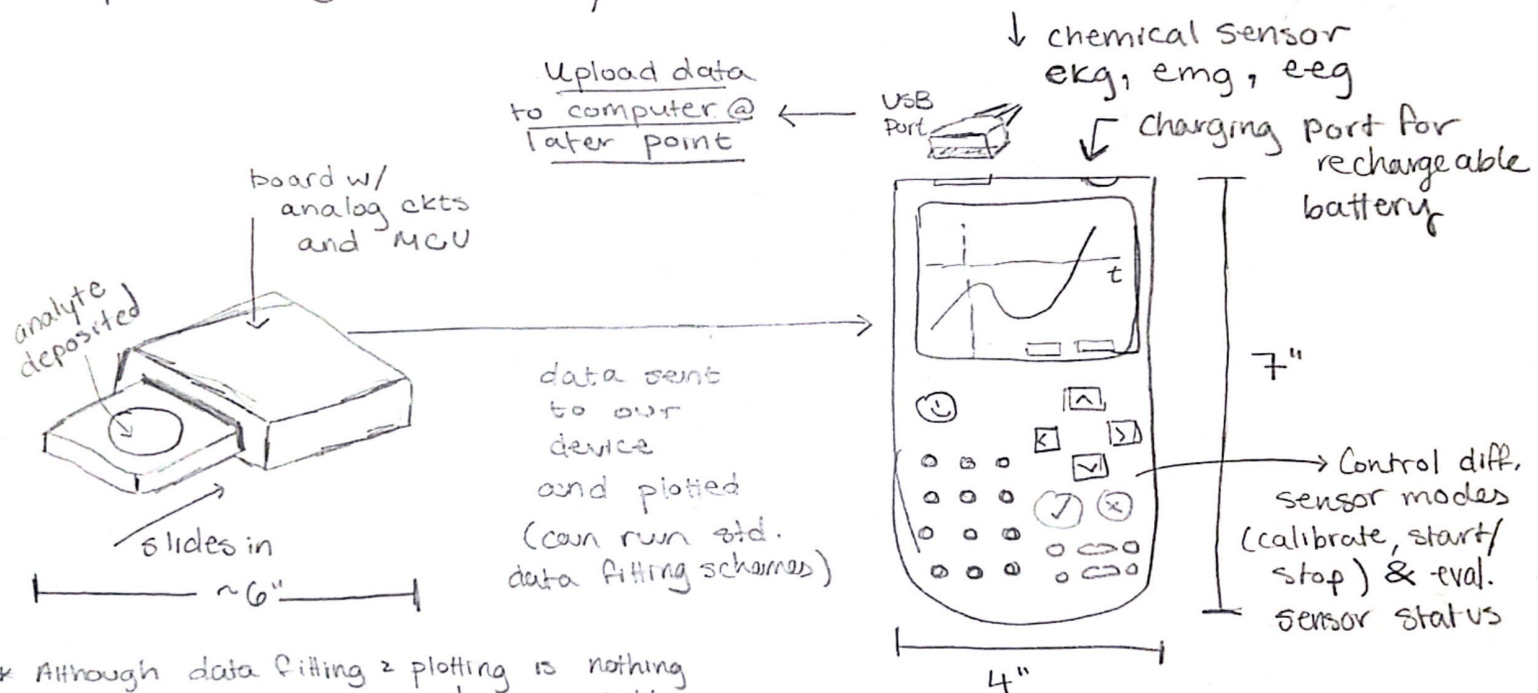 ↓ chemical sensor
ekg, emg, eeg
Upload data
to computer @
later point
USB
Port
Charging port for
rechargeable
battery
board w/
analog ckts
and MCU
analyte
deposited
t
7"
data sent
to our
device
and plotted
(can run std.
data fitting schemes)
slides in
~6"
Control diff.
sensor modes
(calibrate, start/
stop) & eval.
sensor status
4"
* Although data fitting & plotting is nothing